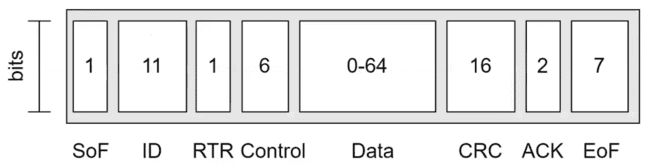 bits
1 11 1 6 0-64 16 2 7
SoF ID RTR Control Data CRC ACK EoF